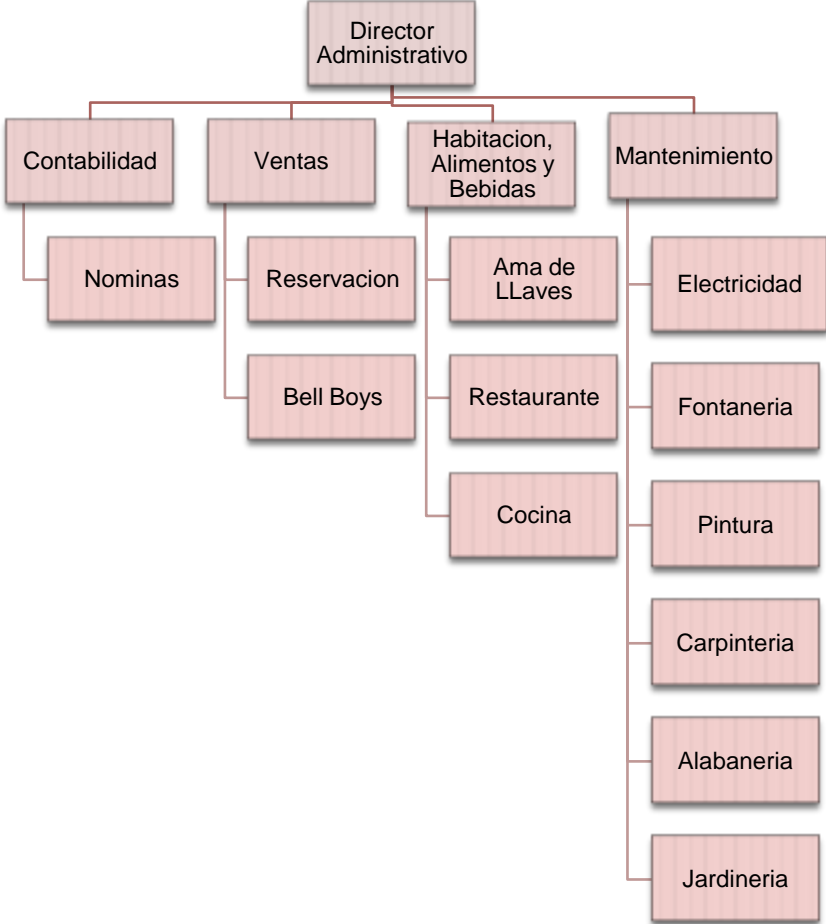 Director
Administrativo
Contabilidad
Ventas
Habitacion,
Alimentos y
Bebidas
Mantenimiento
Nominas
Reservacion
Bell Boys
Ama de
LLaves
Restaurante
Cocina
Electricidad
Fontaneria
Pintura
Carpinteria
Alabaneria
Jardineria